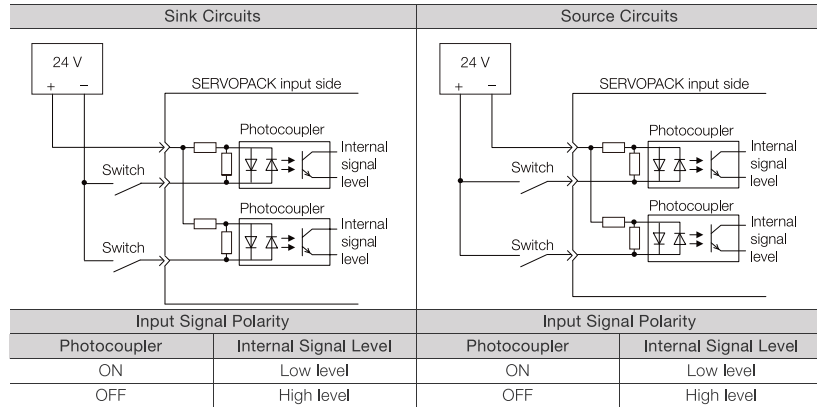 Sink Circuits
Source Circuits
24 V
+ −
SERVOPACK input side
Photocoupler
Internal
signal
level
Switch
Photocoupler
Internal
signal
level
Switch
24 V
+ −
SERVOPACK input side
Photocoupler
Internal
signal
level
Switch
Photocoupler
Internal
signal
level
Switch
Input Signal Polarity
Input Signal Polarity
Photocoupler Internal Signal Level Photocoupler Internal Signal Level
ON Low level ON Low level
OFF High level OFF High level